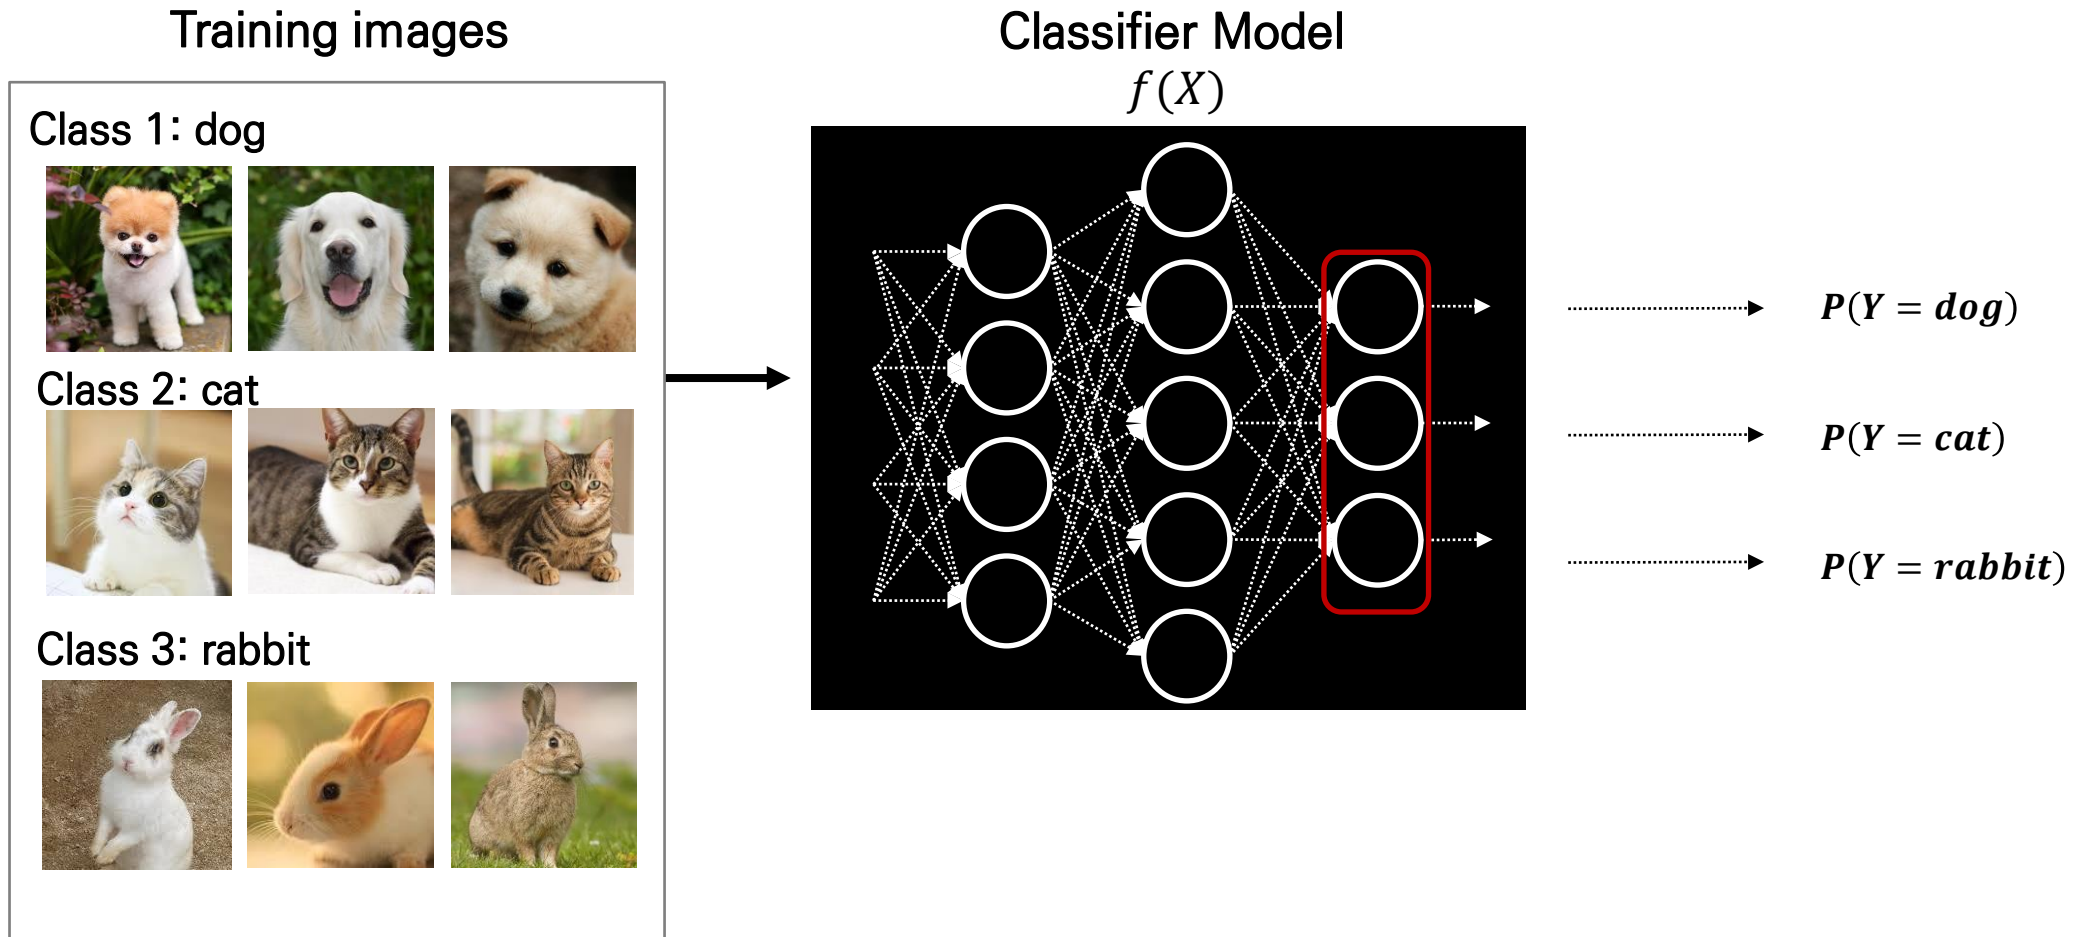 Training images
Classifier Model
f(X)
Class 1: dog
Class 2: cat
Class 3: rabbit
P(Y = dog)
P(Y = cat)
P(Y = rabbit)